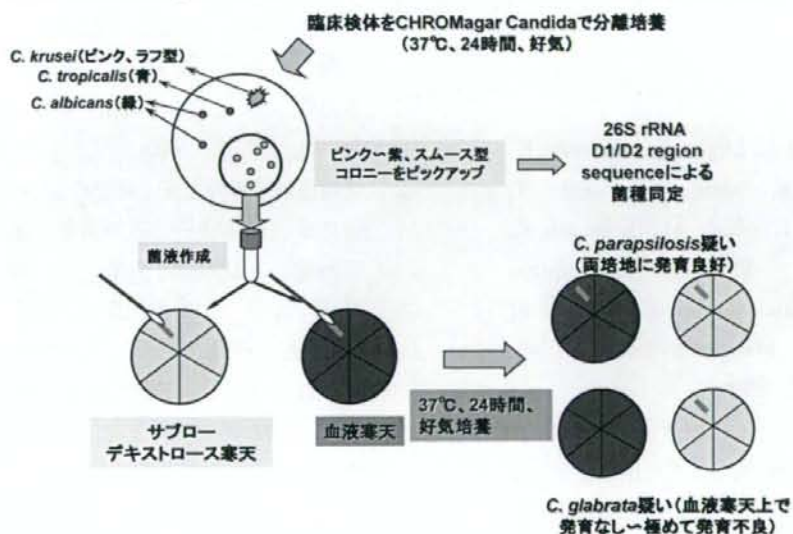 臨床検体をCHROMagar Candidaで分離培養
(37℃、24時間、好気)
C. krusei(ピンク、ラフ型)
C. tropicalis(青)
C. albicans(緑)
ピンク〜紫、スムース型
コロニーをピックアップ
26S rRNA
D1/D2 region
sequenceによる
菌種同定
菌液作成
C. parapsilosis疑い
(両培地に発育良好)
サブロー
デキストロース寒天
血液寒天
37℃、24時間、
好気培養
C. glabrata疑い(血液寒天上で
発育なし〜極めて発育不良)